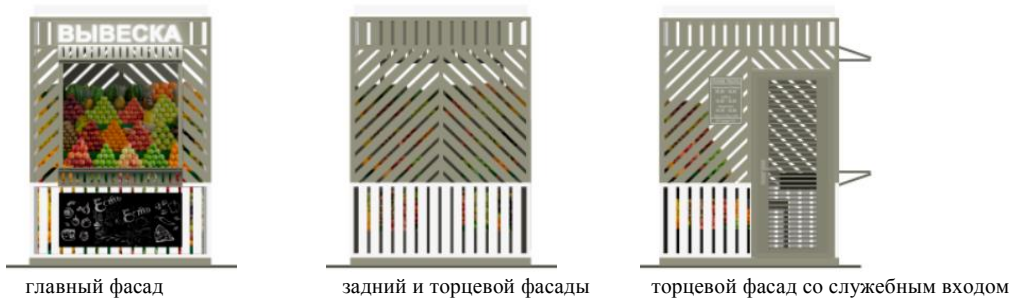 ВЫВЕСКА
главный фасад
задний и торцевой фасады
торцевой фасад со служебным входом